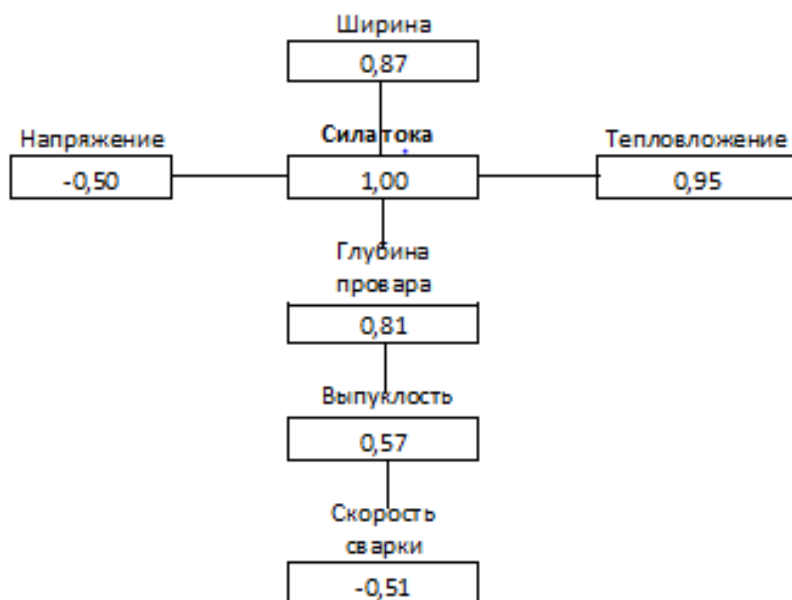 Ширина
0,87
Напряжение
Сила тока
Тепловложение
-0,50
1,00
0,95
Глубина
провара
0,81
Выпуклость
0,57
Скорость
сварки
-0,51